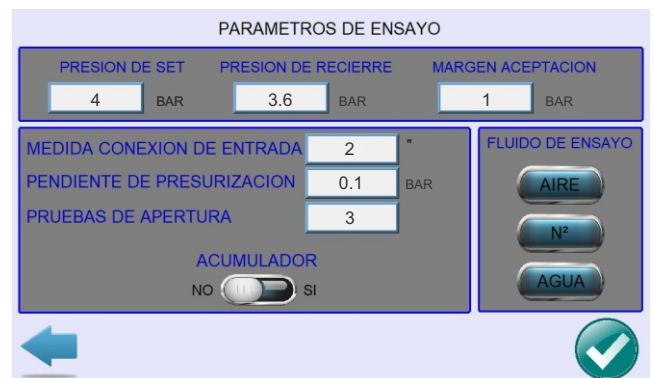 PARAMETROS DE ENSAYO
PRESION DE SET PRESION DE RECIERRE MARGEN ACEPTACION
4 BAR 3.6 BAR 1 BAR
MEDIDA CONEXION DE ENTRADA 2 "
PENDIENTE DE PRESURIZACION 0.1 BAR
PRUEBAS DE APERTURA 3
ACUMULADOR
NO SI
FLUIDO DE ENSAYO
AIRE
N²
AGUA